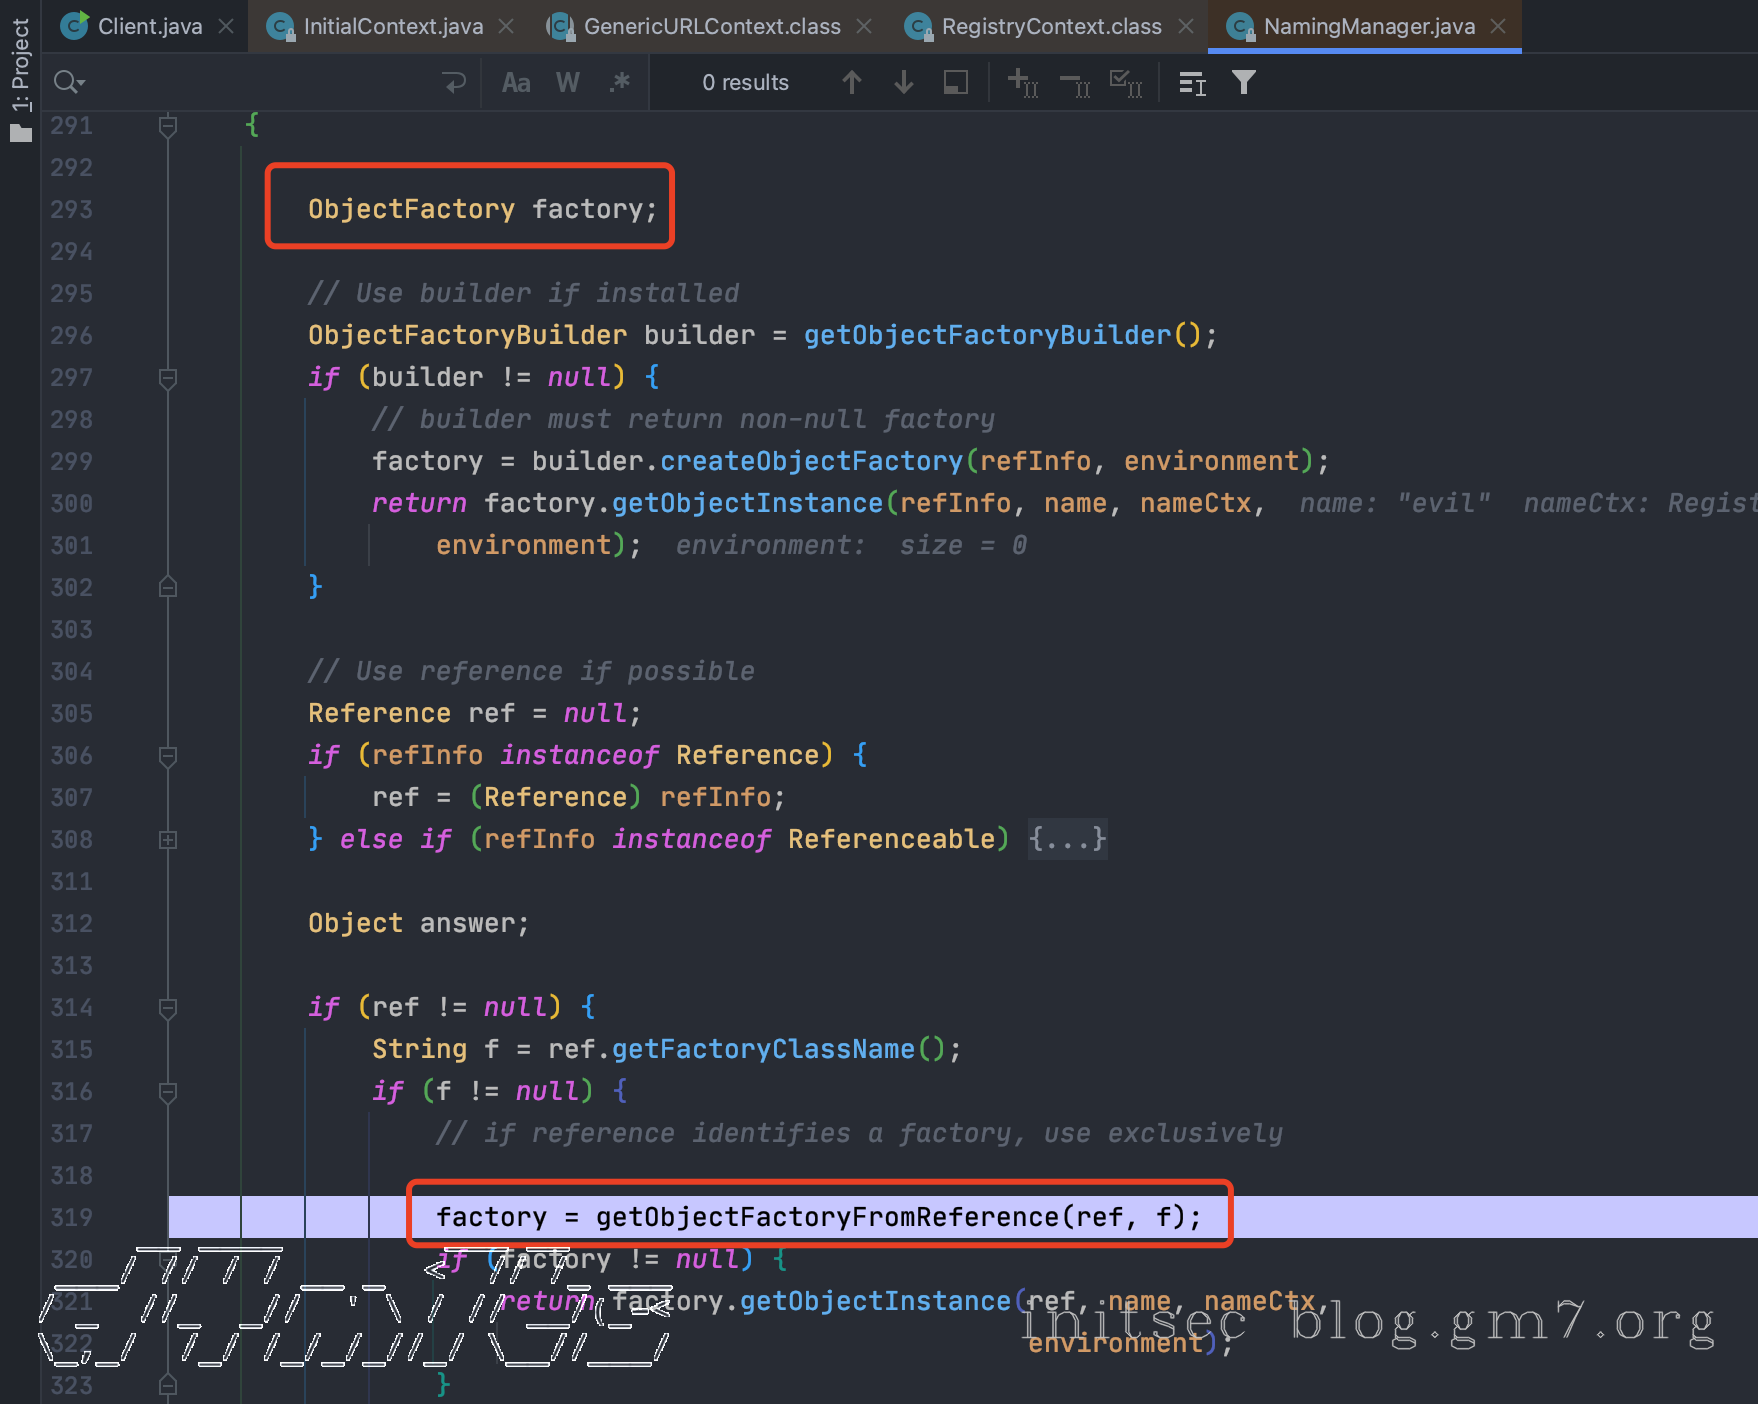 Client.java InitialContext.java GenericURLContext.class RegistryContext.class NamingManager.java
1: Project
Aa W .* 0 results
291 {
292
293 ObjectFactory factory;
294
295 // Use builder if installed
296 ObjectFactoryBuilder builder = getObjectFactoryBuilder();
297 if (builder != null) {
298 // builder must return non-null factory
299 factory = builder.createObjectFactory(refInfo, environment);
300 return factory.getObjectInstance(refInfo, name, nameCtx, name: "evil" nameCtx: Regist
301 environment); environment: size = 0
302 }
303
304 // Use reference if possible
305 Reference ref = null;
306 if (refInfo instanceof Reference) {
307 ref = (Reference) refInfo;
308 } else if (refInfo instanceof Referenceable) {...}
311
312 Object answer;
313
314 if (ref != null) {
315 String f = ref.getFactoryClassName();
316 if (f != null) {
317 // if reference identifies a factory, use exclusively
318
319 factory = getObjectFactoryFromReference(ref, f);
320 if (factory != null) {
321 return factory.getObjectInstance(ref, name, nameCtx,
322 environment);
323 }
initsec blog.gm7.org